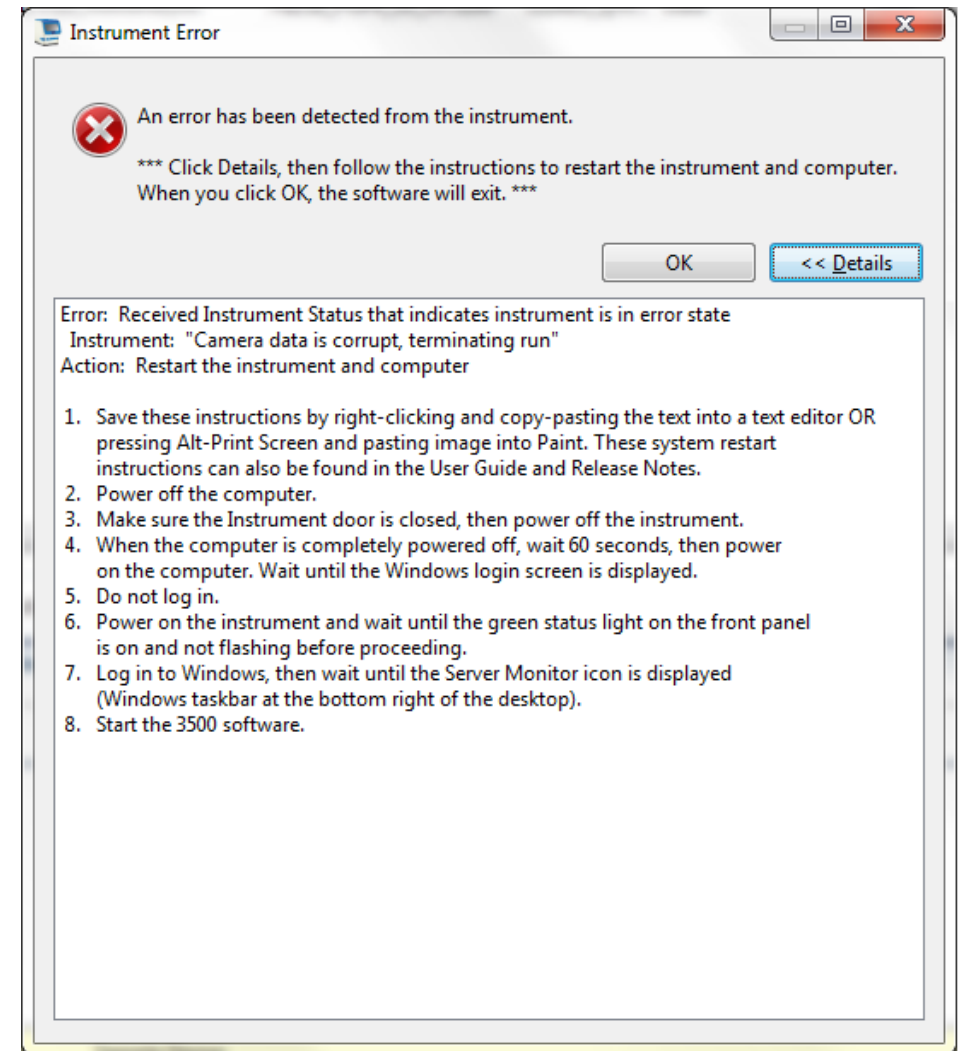 Instrument Error
An error has been detected from the instrument.
*** Click Details, then follow the instructions to restart the instrument and computer.
When you click OK, the software will exit. ***
OK
<< Details
Error:  Received Instrument Status that indicates instrument is in error state
Instrument:  "Camera data is corrupt, terminating run"
Action:  Restart the instrument and computer
1.  Save these instructions by right-clicking and copy-pasting the text into a text editor OR
pressing Alt-Print Screen and pasting image into Paint. These system restart
instructions can also be found in the User Guide and Release Notes.
2.  Power off the computer.
3.  Make sure the Instrument door is closed, then power off the instrument.
4.  When the computer is completely powered off, wait 60 seconds, then power
on the computer. Wait until the Windows login screen is displayed.
5.  Do not log in.
6.  Power on the instrument and wait until the green status light on the front panel
is on and not flashing before proceeding.
7.  Log in to Windows, then wait until the Server Monitor icon is displayed
(Windows taskbar at the bottom right of the desktop).
8.  Start the 3500 software.